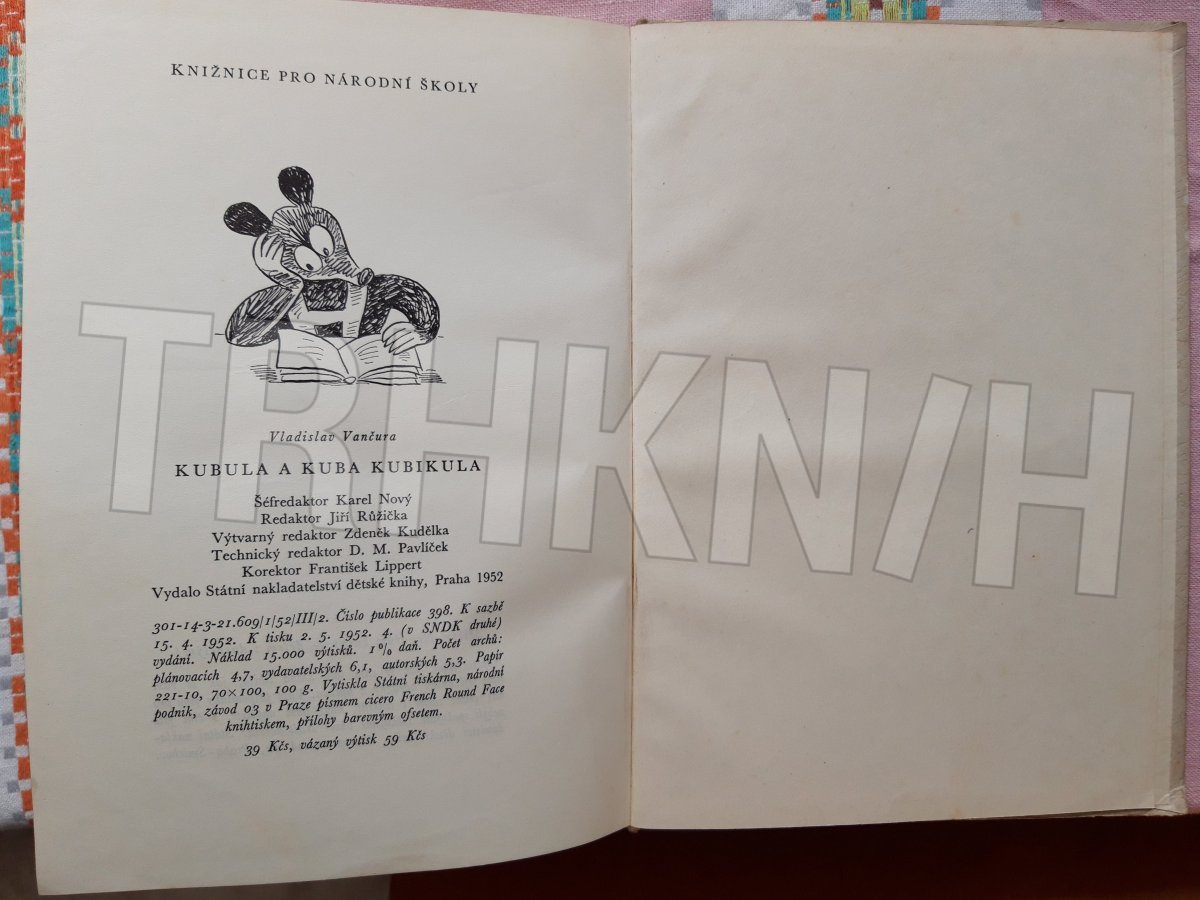 KNIŽNICE PRO NÁRODNÍ ŠKOLY
Vladislav Vančura
KUBULA A KUBA KUBIKULA
Šéfredaktor Karel Nový
Redaktor Jiří Růžička
Výtvarný redaktor Zdeněk Kudělka
Technický redaktor D. M. Pavlíček
Korektor František Lippert
Vydalo Státní nakladatelství dětské knihy, Praha 1952
301-14-3-21.609/1/52/III/2. Číslo publikace 398. K sazbě
15. 4. 1952. K tisku 2. 5. 1952. 4. (v SNDK druhé)
vydání. Náklad 15.000 výtisků. 1% daň. Počet archů:
plánovacích 4,7, vydavatelských 6,1, autorských 5,3. Papír
221-10, 70×100, 100 g. Vytiskla Státní tiskárna, národní
podnik, závod 03 v Praze písmem cicero French Round Face
knihtiskem, přílohy barevným ofsetem.
39 Kčs, vázaný výtisk 59 Kčs
TRHKN/H